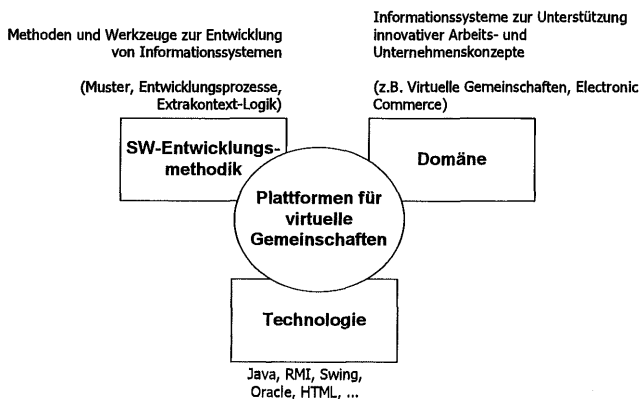 Methoden und Werkzeuge zur Entwicklung
von Informationssystemen
(Muster, Entwicklungsprozesse,
Extrakontext-Logik)
Informationssysteme zur Unterstützung
innovativer Arbeits- und
Unternehmenskonzepte
(z.B. Virtuelle Gemeinschaften, Electronic
Commerce)
SW-Entwicklungs-
methodik
Domäne
Plattformen für
virtuelle
Gemeinschaften
Technologie
Java, RMI, Swing,
Oracle, HTML, ...